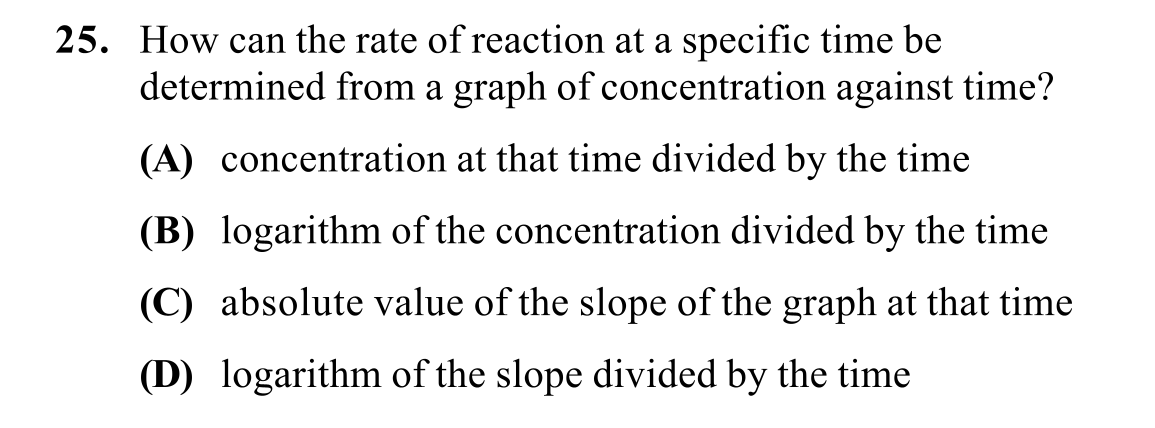 25. How can the rate of reaction at a specific time be
determined from a graph of concentration against time?
(A) concentration at that time divided by the time
(B) logarithm of the concentration divided by the time
(C) absolute value of the slope of the graph at that time
(D) logarithm of the slope divided by the time